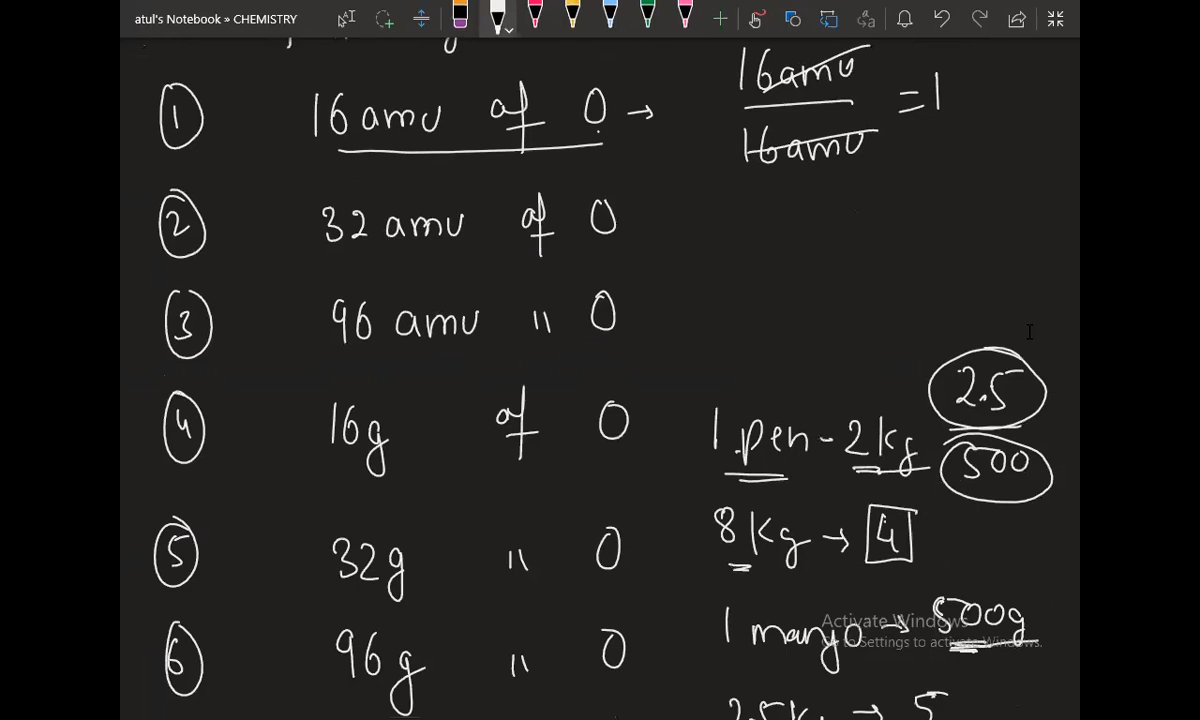 atul's Notebook » CHEMISTRY
1 16 amu of O → 16amu
16amu = 1
2 32 amu of O
3 96 amu " O
4 16g of O
1 pen - 2 kg 2.5
500
8 kg → 4
5 32g " O
1 mango → 500g
6 96g " O
Activate Windows
Go to Settings to activate Windows.
→ 5